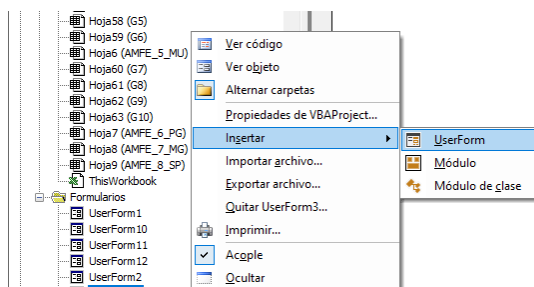 Hoja58 (G5)
Hoja59 (G6)
Hoja6 (AMFE_5_MU)
Hoja60 (G7)
Hoja61 (G8)
Hoja62 (G9)
Hoja63 (G10)
Hoja7 (AMFE_6_PG)
Hoja8 (AMFE_7_MG)
Hoja9 (AMFE_8_SP)
ThisWorkbook
Formularios
UserForm1
UserForm10
UserForm11
UserForm12
UserForm2
Ver código
Ver objeto
Alternar carpetas
Propiedades de VBAProject...
Insertar
Importar archivo...
Exportar archivo...
Quitar UserForm3...
Imprimir...
Acople
Ocultar
UserForm
Módulo
Módulo de clase